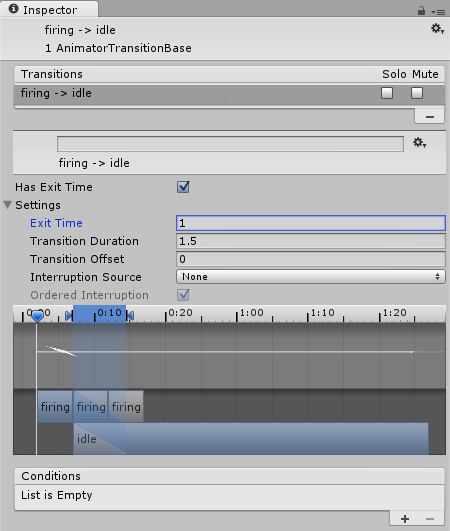 Inspector
firing -> idle
1 AnimatorTransitionBase
Transitions Solo Mute
firing -> idle
firing -> idle
Has Exit Time
Settings
Exit Time 1
Transition Duration 1.5
Transition Offset 0
Interruption Source None
Ordered Interruption
0:00 0:10 0:20 1:00 1:10 1:20
firing firing firing
idle
Conditions
List is Empty